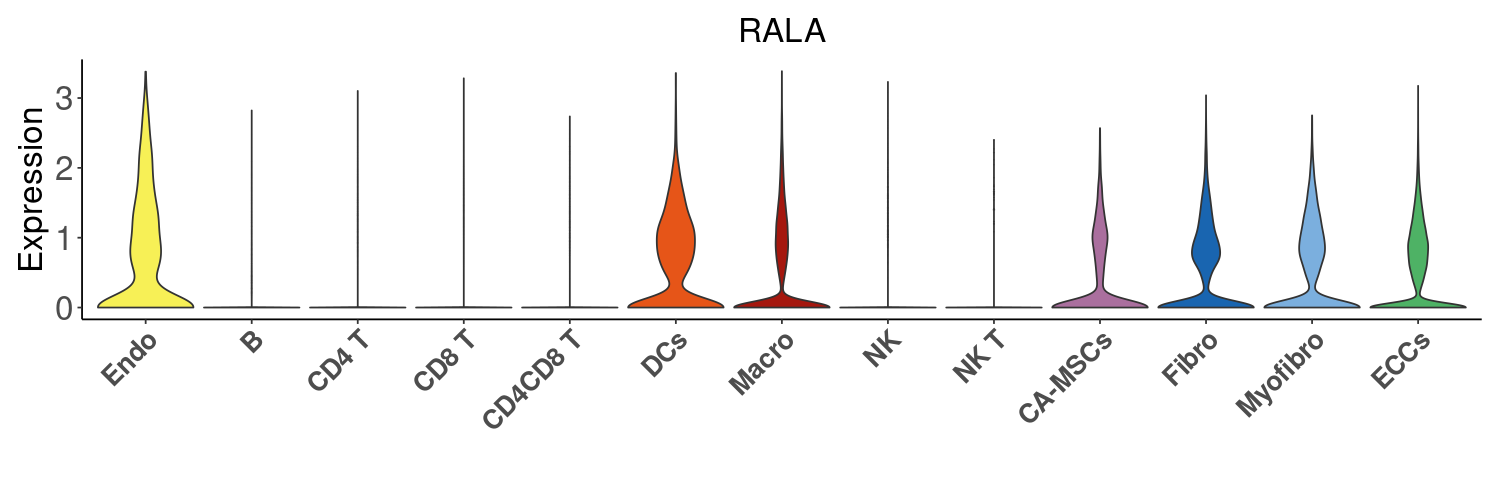 RALA
Expression
3
2
1
0
Endo
B
CD4 T
CD8 T
CD4CD8 T
DCs
Macro
NK
NK T
CA-MSCs
Fibro
Myofibro
ECCs